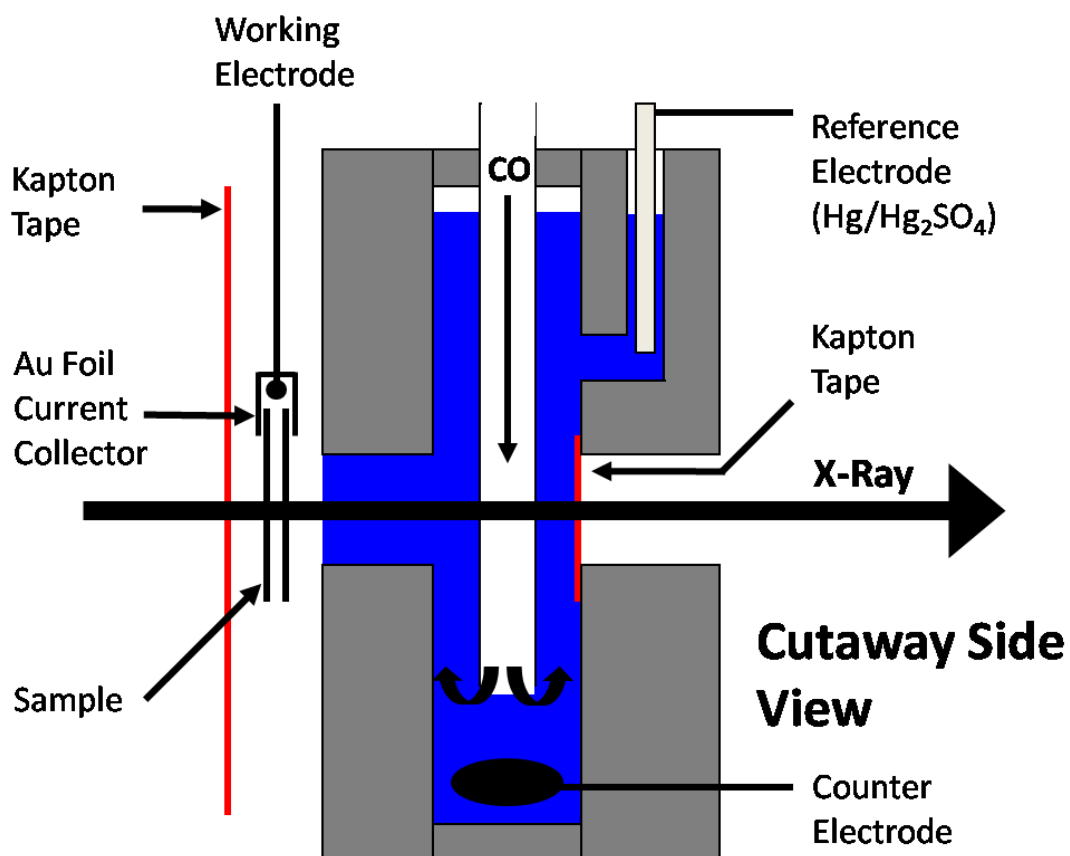 Working
Electrode
Kapton
Tape
CO
Reference
Electrode
(Hg/Hg₂SO₄)
Au Foil
Current
Collector
Kapton
Tape
X-Ray
Sample
Cutaway Side
View
Counter
Electrode